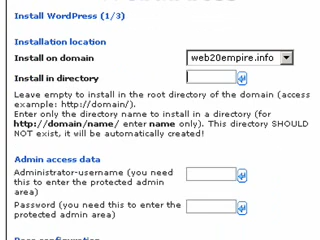 Install WordPress (1/3)
Installation location
Install on domain
web20empire.info
Install in directory
Leave empty to install in the root directory of the domain (access
example: http://domain/).
Enter only the directory name to install in a directory (for
http://domain/name/ enter name only). This directory SHOULD
NOT exist, it will be automatically created!
Admin access data
Administrator-username (you need
this to enter the protected admin
area)
Password (you need this to enter the
protected admin area)